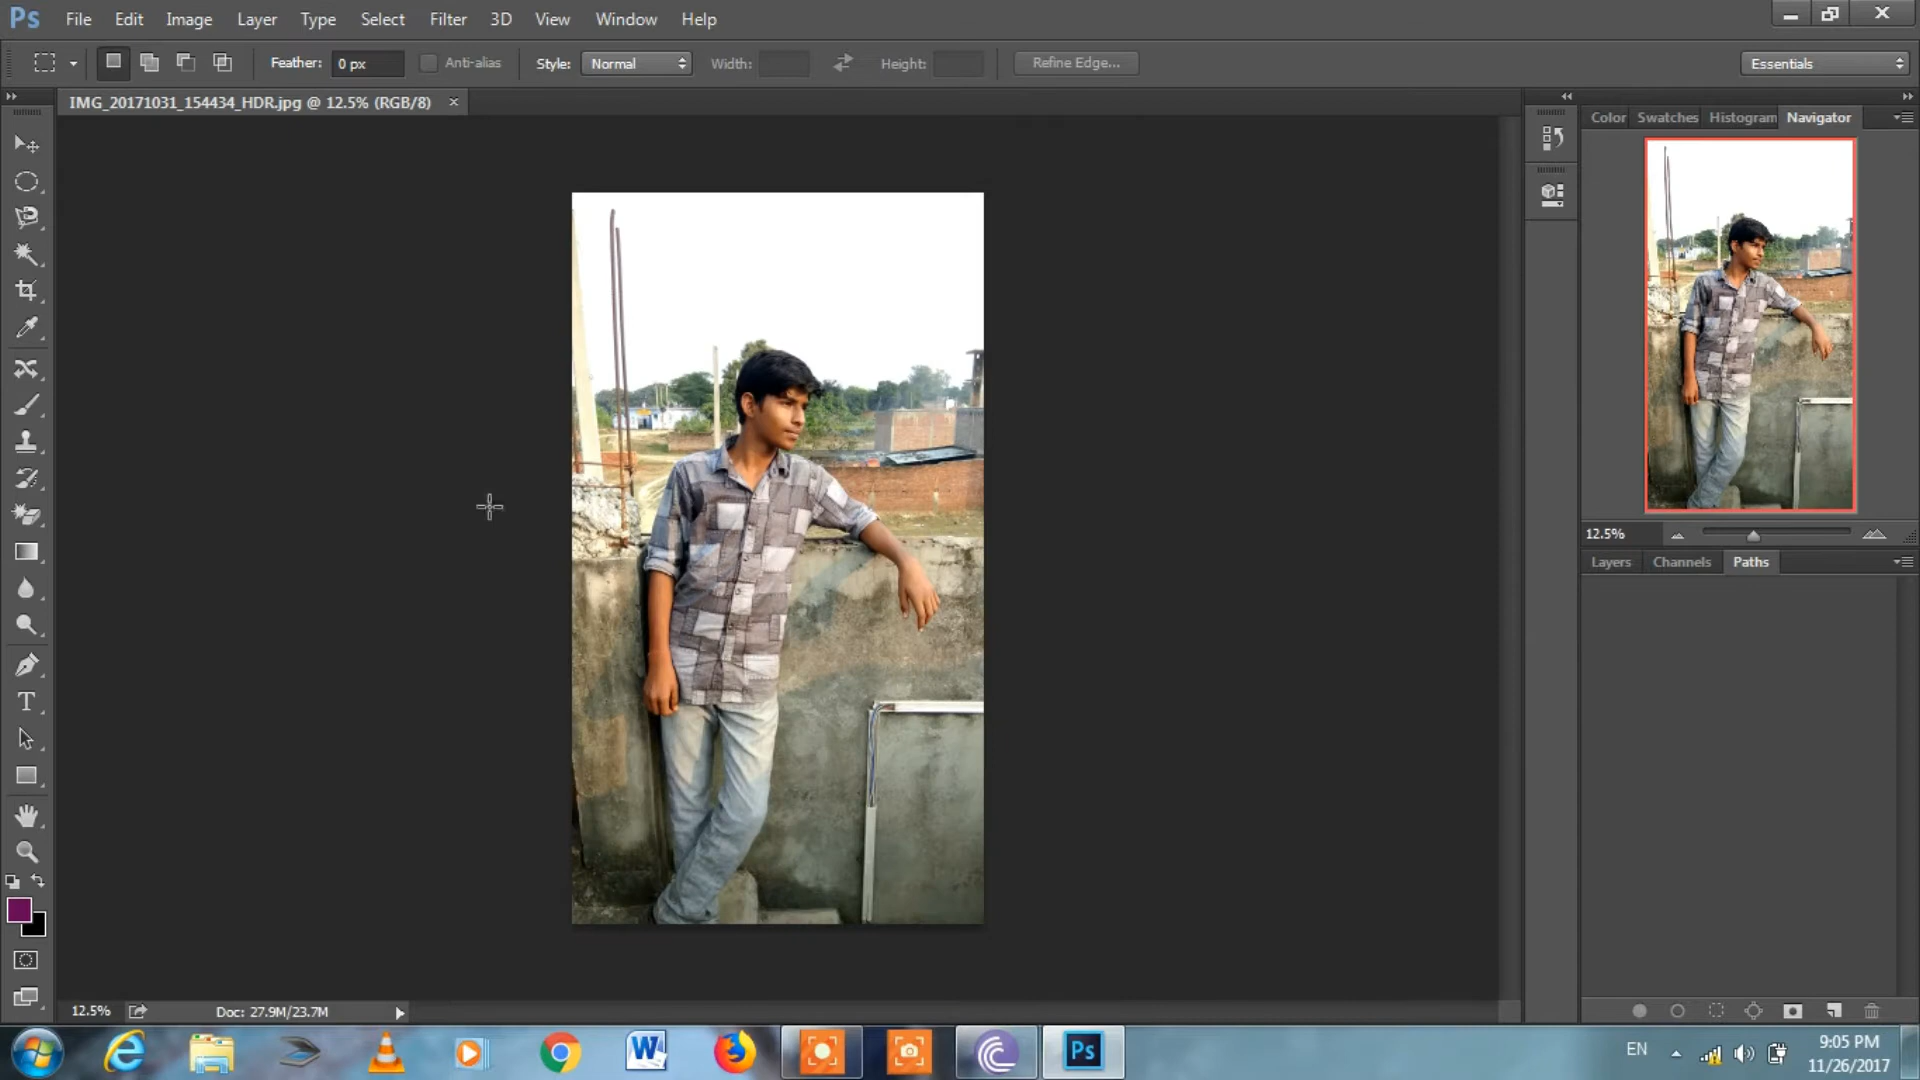 Ps File Edit Image Layer Type Select Filter 3D View Window Help
Feather: 0 px Anti-alias Style: Normal Width: Height: Refine Edge... Essentials
IMG_20171031_154434_HDR.jpg @ 12.5% (RGB/8)
Color Swatches Histogram Navigator
12.5%
Layers Channels Paths
T
12.5% Doc: 27.9M/23.7M
W Ps EN 9:05 PM
11/26/2017